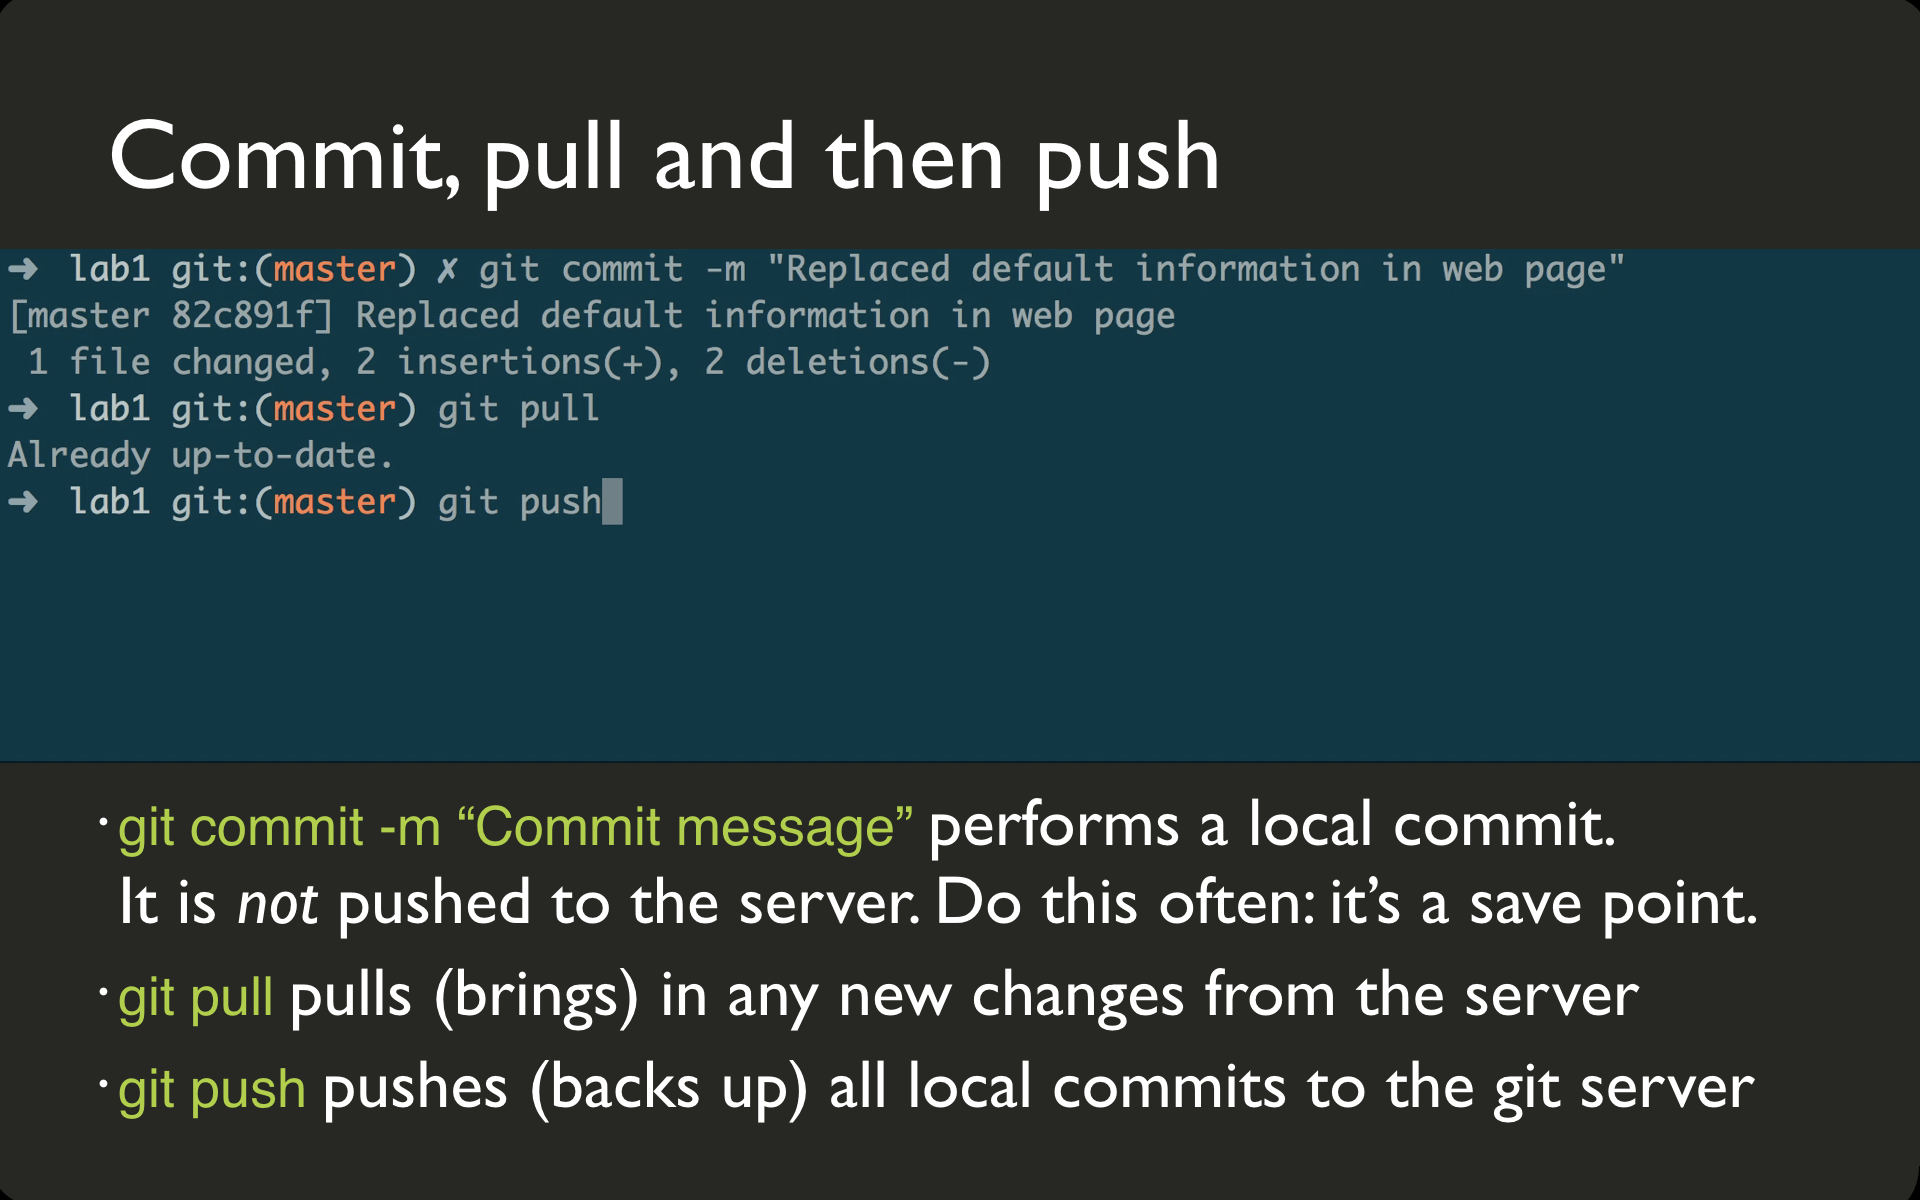 Commit, pull and then push
➜ lab1 git:(master) ✗ git commit -m "Replaced default information in web page"
[master 82c891f] Replaced default information in web page
1 file changed, 2 insertions(+), 2 deletions(-)
➜ lab1 git:(master) git pull
Already up-to-date.
➜ lab1 git:(master) git push
· git commit -m “Commit message” performs a local commit.
It is not pushed to the server. Do this often: it’s a save point.
· git pull pulls (brings) in any new changes from the server
· git push pushes (backs up) all local commits to the git server